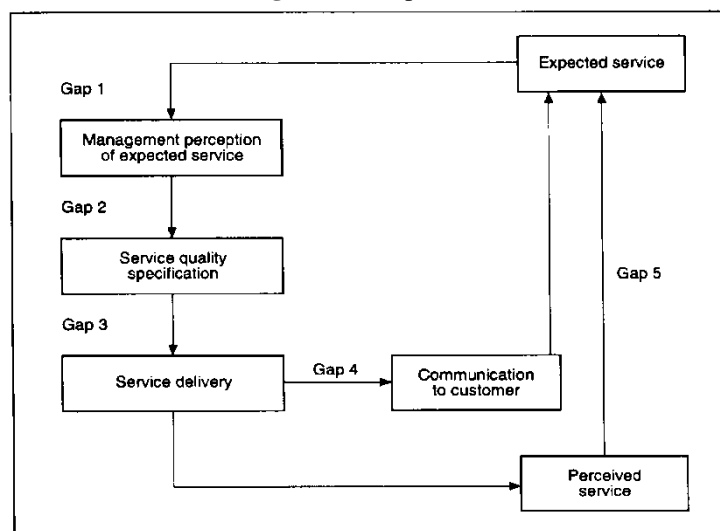 Expected service
Gap 1
Management perception
of expected service
Gap 2
Service quality
specification
Gap 5
Gap 3
Service delivery
Gap 4
Communication
to customer
Perceived
service